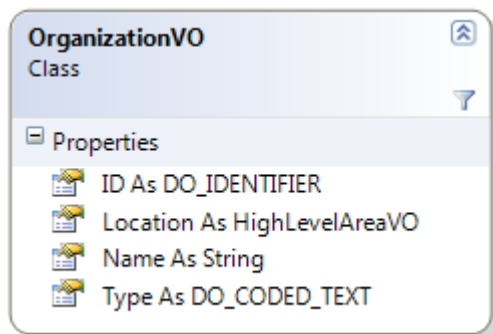 OrganizationVO
Class
Properties
ID As DO_IDENTIFIER
Location As HighLevelAreaVO
Name As String
Type As DO_CODED_TEXT